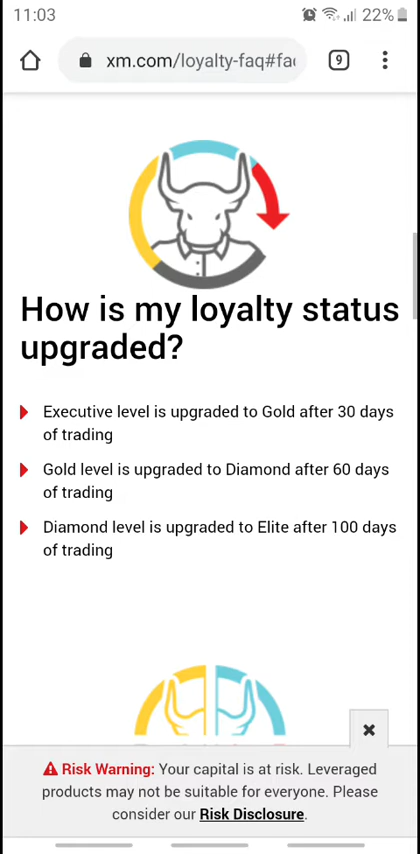 11:03
22%
xm.com/loyalty-faq#fac
9
How is my loyalty status
upgraded?
Executive level is upgraded to Gold after 30 days
of trading
Gold level is upgraded to Diamond after 60 days
of trading
Diamond level is upgraded to Elite after 100 days
of trading
Risk Warning: Your capital is at risk. Leveraged
products may not be suitable for everyone. Please
consider our Risk Disclosure.